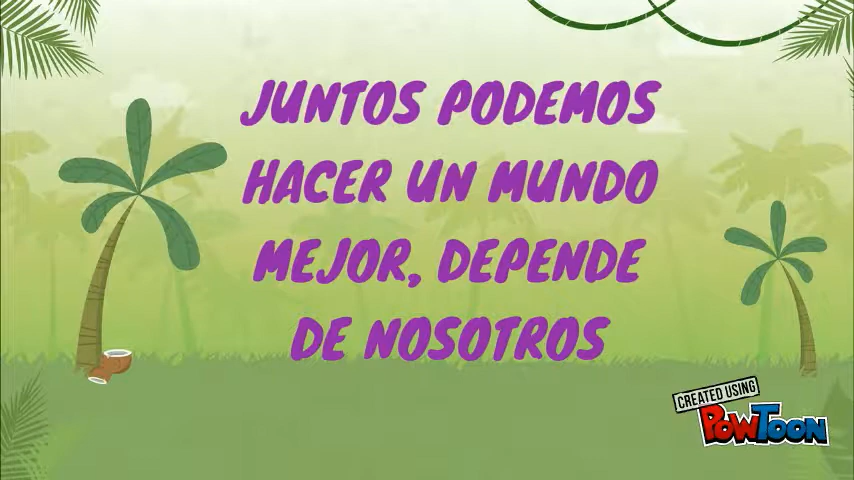 JUNTOS PODEMOS
HACER UN MUNDO
MEJOR, DEPENDE
DE NOSOTROS
CREATED USING
POWTOON